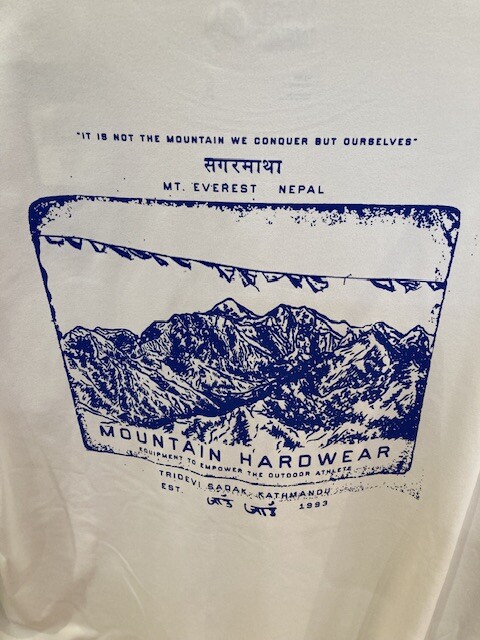 "IT IS NOT THE MOUNTAIN WE CONQUER BUT OURSELVES"
सगरमाथा
MT. EVEREST NEPAL
MOUNTAIN HARDWEAR
EQUIPMENT TO EMPOWER THE OUTDOOR ATHLETE
TRIDEVI SADAK, KATHMANDU
EST. जाऊँ जाऊँ 1993